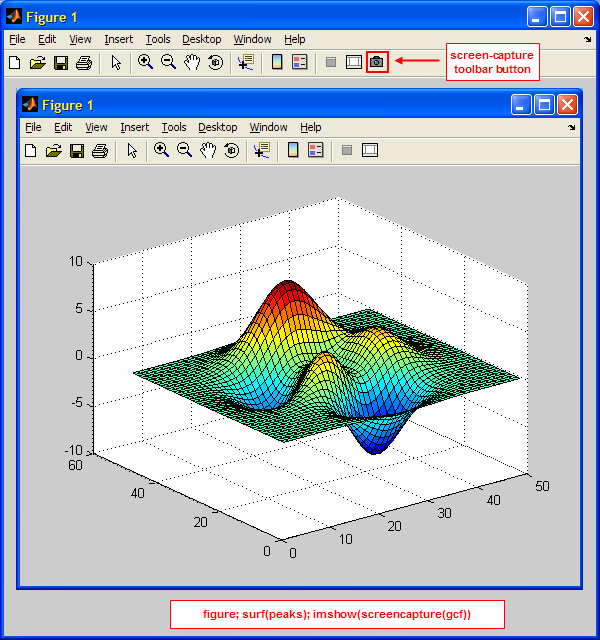 Figure 1
File Edit View Insert Tools Desktop Window Help
screen-capture
toolbar button
Figure 1
File Edit View Insert Tools Desktop Window Help
10
5
0
-5
-10
60
40
20
0
0
10
20
30
40
50
figure; surf(peaks); imshow(screencapture(gcf))